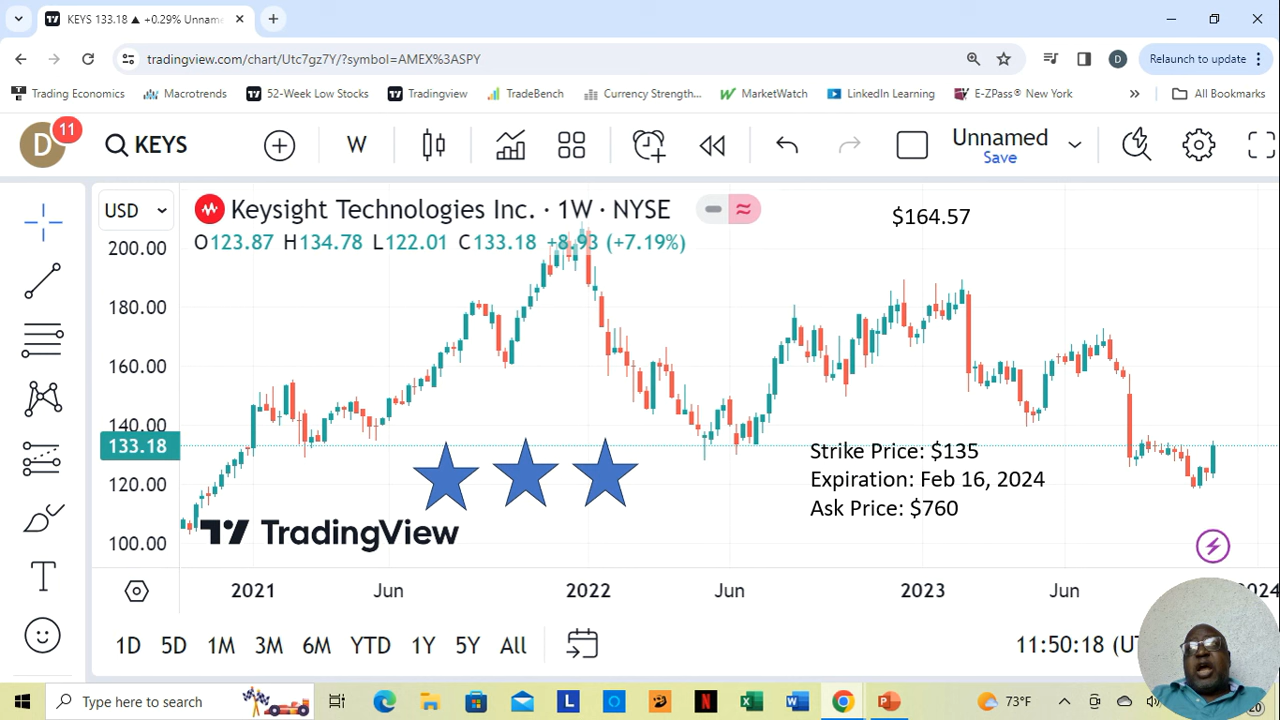 KEYS 133.18 ▲ +0.29% Unnam
tradingview.com/chart/Utc7gz7Y/?symbol=AMEX%3ASPY
D
Relaunch to update
Trading Economics
Macrotrends
52-Week Low Stocks
Tradingview
TradeBench
Currency Strength...
MarketWatch
LinkedIn Learning
E-ZPass® New York
All Bookmarks
D
11
KEYS
W
Unnamed
Save
USD
Keysight Technologies Inc. · 1W · NYSE
$164.57
O123.87 H134.78 L122.01 C133.18 +8.93 (+7.19%)
200.00
180.00
160.00
140.00
133.18
120.00
100.00
Strike Price: $135
Expiration: Feb 16, 2024
Ask Price: $760
TradingView
2021 Jun 2022 Jun 2023 Jun 2024
1D 5D 1M 3M 6M YTD 1Y 5Y All
11:50:18 (UT
Type here to search
73°F